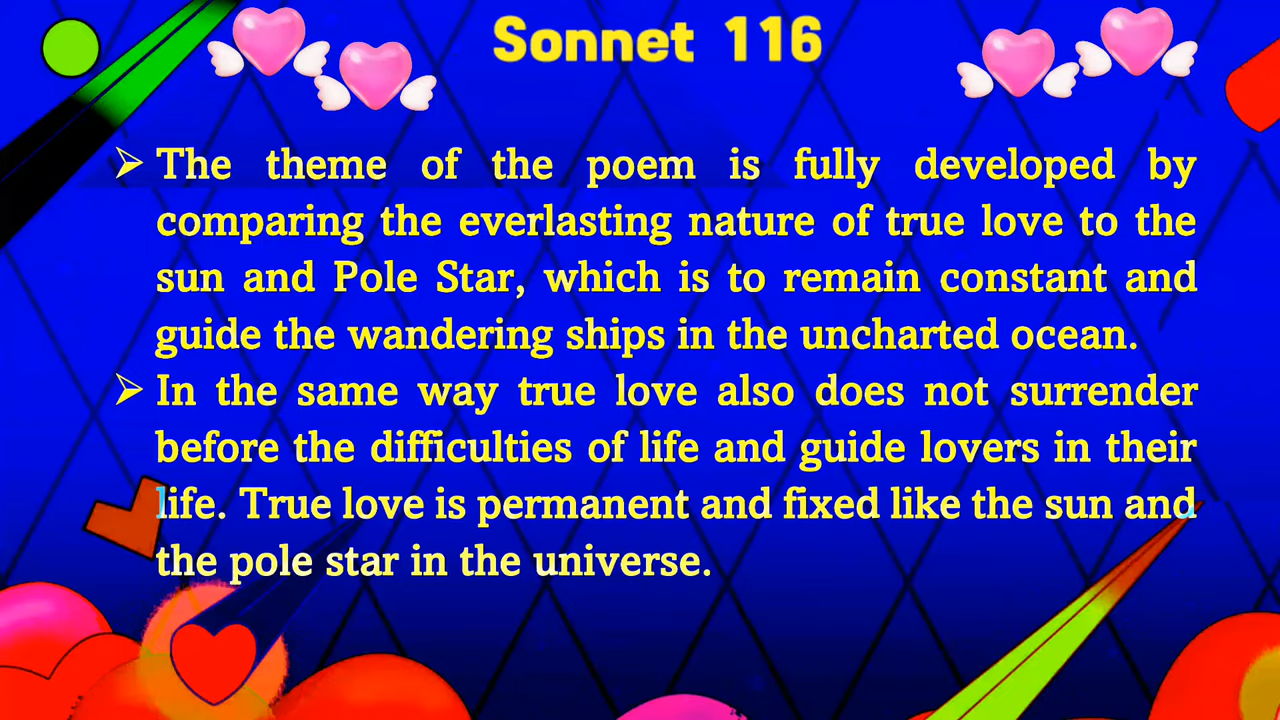 Sonnet 116
➢ The theme of the poem is fully developed by
comparing the everlasting nature of true love to the
sun and Pole Star, which is to remain constant and
guide the wandering ships in the uncharted ocean.
➢ In the same way true love also does not surrender
before the difficulties of life and guide lovers in their
life. True love is permanent and fixed like the sun and
the pole star in the universe.